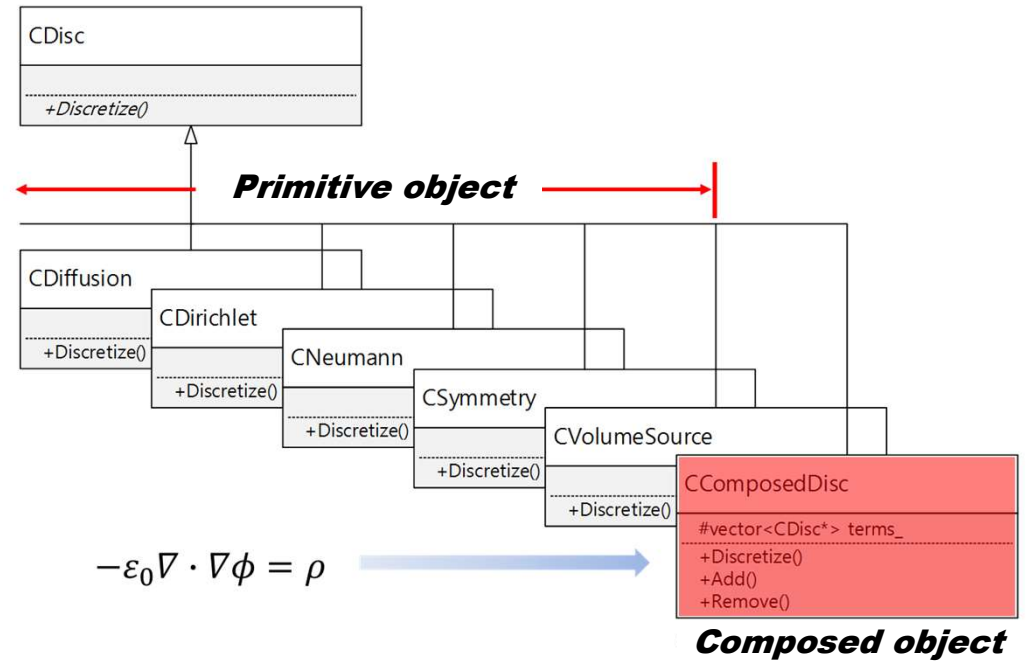 CDisc
+Discretize()
Primitive object
CDiffusion
+Discretize()
CDirichlet
+Discretize()
CNeumann
+Discretize()
CSymmetry
+Discretize()
CVolumeSource
+Discretize()
CComposedDisc
#vector<CDisc*> terms_
+Discretize()
+Add()
+Remove()
−ε₀∇ · ∇ϕ = ρ
Composed object